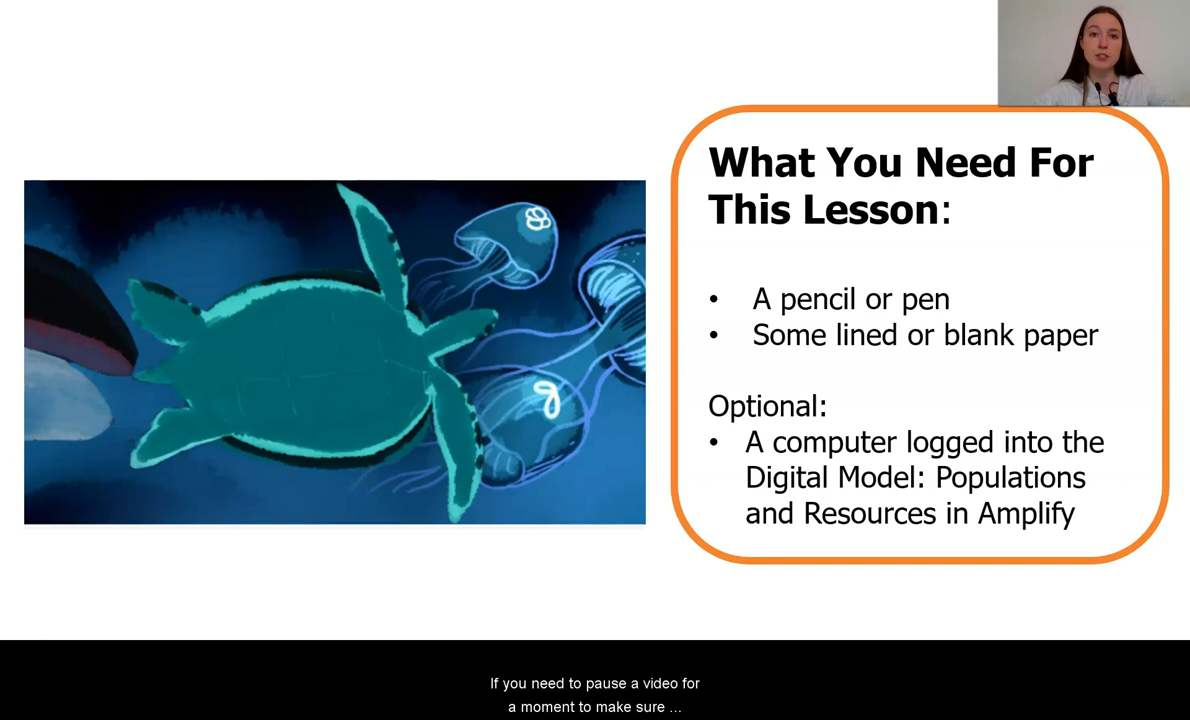 What You Need For
This Lesson:
• A pencil or pen
• Some lined or blank paper
Optional:
• A computer logged into the
Digital Model: Populations
and Resources in Amplify
If you need to pause a video for
a moment to make sure ...